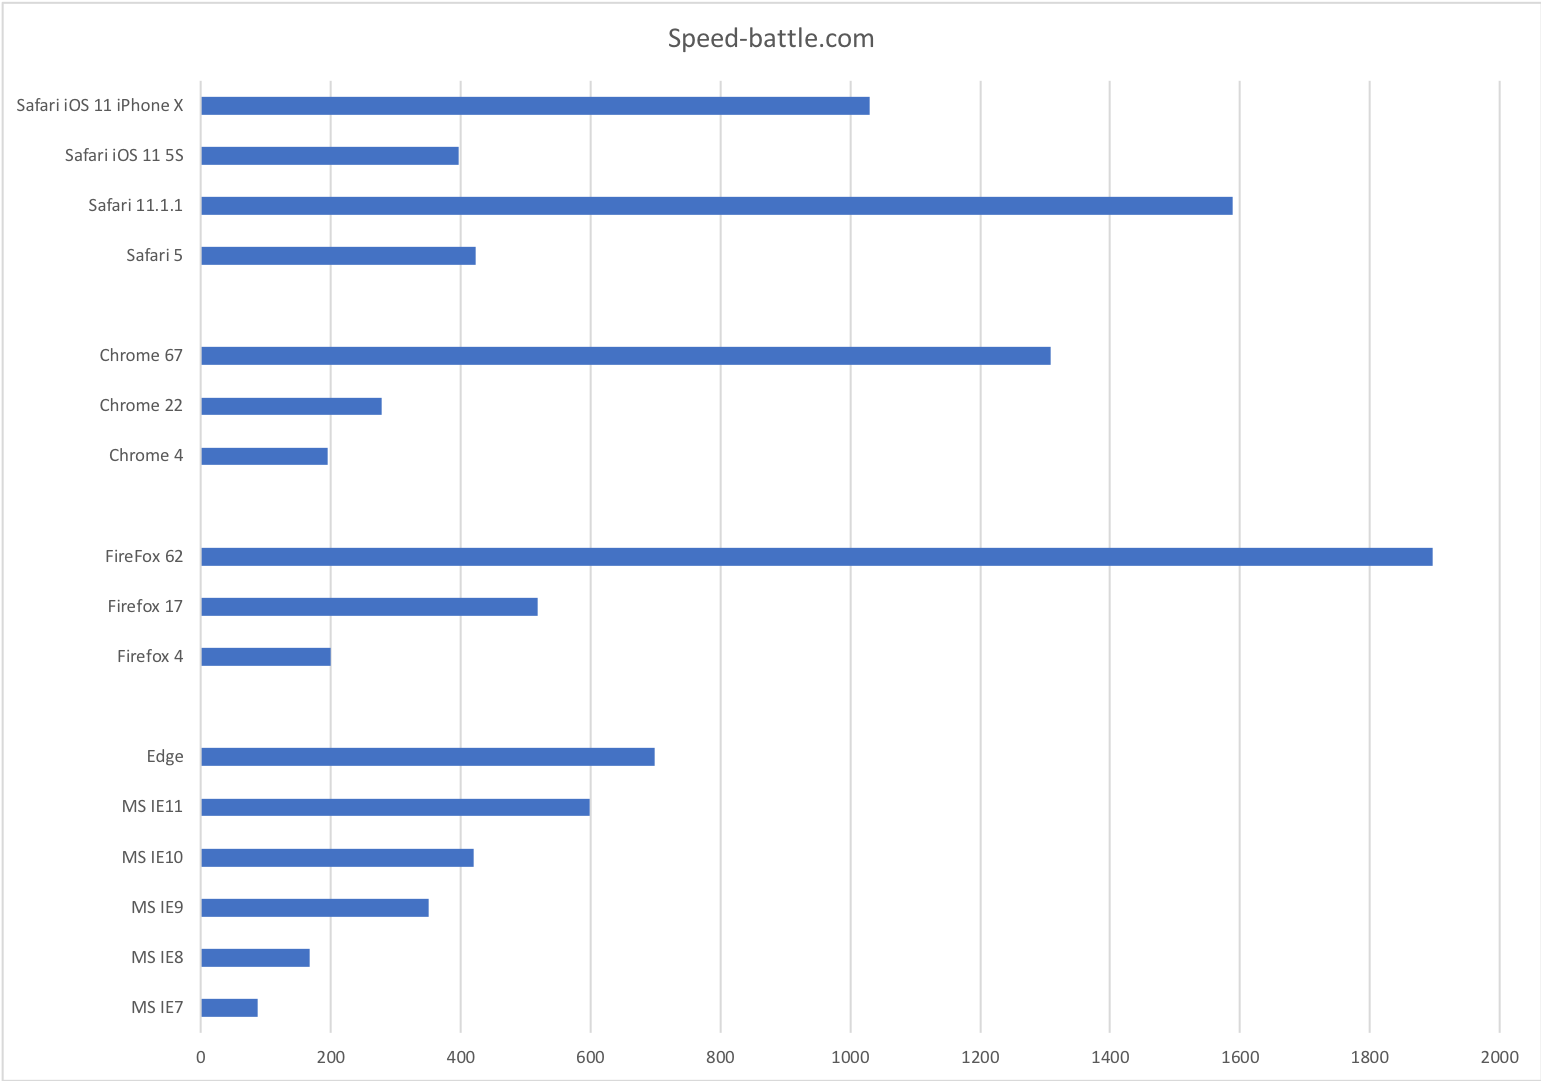 Speed-battle.com
Safari iOS 11 iPhone X
Safari iOS 11 5S
Safari 11.1.1
Safari 5
Chrome 67
Chrome 22
Chrome 4
FireFox 62
Firefox 17
Firefox 4
Edge
MS IE11
MS IE10
MS IE9
MS IE8
MS IE7
0 200 400 600 800 1000 1200 1400 1600 1800 2000